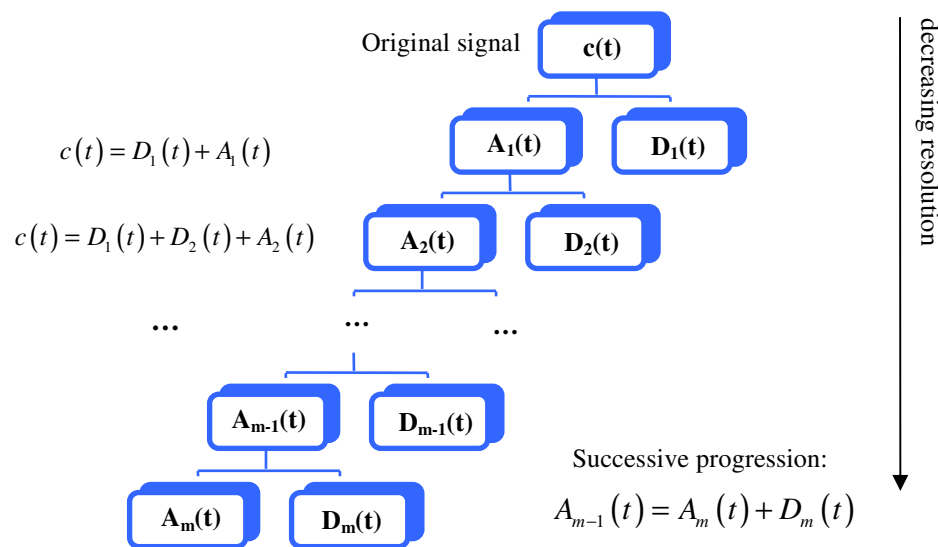 Original signal
c(t)
decreasing resolution
A₁(t)
D₁(t)
c(t) = D₁(t) + A₁(t)
A₂(t)
D₂(t)
c(t) = D₁(t) + D₂(t) + A₂(t)
... ... ...
Aₘ₋₁(t)
Dₘ₋₁(t)
Aₘ(t)
Dₘ(t)
Successive progression:
Aₘ₋₁(t) = Aₘ(t) + Dₘ(t)